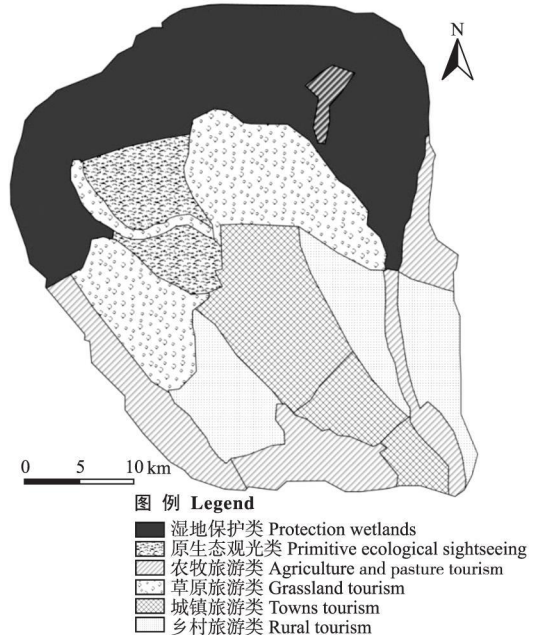 N
0 5 10 km
图 例 Legend
湿地保护类 Protection wetlands
原生态观光类 Primitive ecological sightseeing
农牧旅游类 Agriculture and pasture tourism
草原旅游类 Grassland tourism
城镇旅游类 Towns tourism
乡村旅游类 Rural tourism